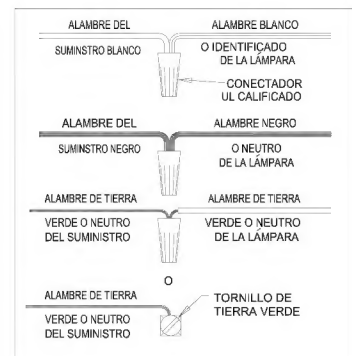 ALAMBRE DEL ALAMBRE BLANCO
SUMINSTRO BLANCO O IDENTIFICADO
DE LA LÁMPARA
CONECTADOR
UL CALIFICADO
ALAMBRE DEL ALAMBRE NEGRO
SUMINSTRO NEGRO O NEUTRO
DE LA LÁMPARA
ALAMBRE DE TIERRA ALAMBRE DE TIERRA
VERDE O NEUTRO VERDE O NEUTRO
DEL SUMINISTRO DE LA LÁMPARA
O
ALAMBRE DE TIERRA TORNILLO DE
VERDE O NEUTRO TIERRA VERDE
DEL SUMINISTRO